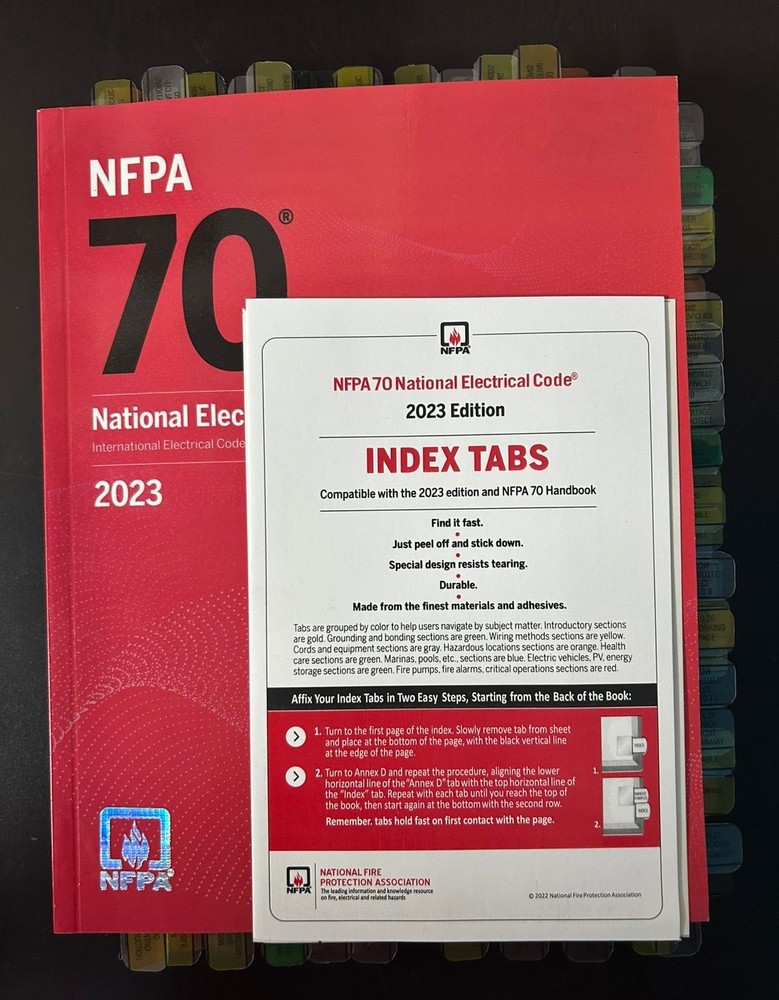 NFPA
70®
National Elec
International Electrical Code
2023
NFPA
NFPA
NFPA 70 National Electrical Code®
2023 Edition
INDEX TABS
Compatible with the 2023 edition and NFPA 70 Handbook
Find it fast.
Just peel off and stick down.
Special design resists tearing.
Durable.
Made from the finest materials and adhesives.
Tabs are grouped by color to help users navigate by subject matter. Introductory sections
are gold. Grounding and bonding sections are green. Wiring methods sections are yellow.
Cords and equipment sections are gray. Hazardous locations sections are orange. Health
care sections are green. Marinas, pools, etc., sections are blue. Electric vehicles, PV, energy
storage sections are green. Fire pumps, fire alarms, critical operations sections are red.
Affix Your Index Tabs in Two Easy Steps, Starting from the Back of the Book:
1. Turn to the first page of the index. Slowly remove tab from sheet
and place at the bottom of the page, with the black vertical line
at the edge of the page.
INDEX
1.
2. Turn to Annex D and repeat the procedure, aligning the lower
horizontal line of the "Annex D" tab with the top horizontal line of
the "Index" tab. Repeat with each tab until you reach the top of
the book, then start again at the bottom with the second row.
Remember, tabs hold fast on first contact with the page.
INDEX
2.
NFPA
NATIONAL FIRE
PROTECTION ASSOCIATION
The leading information and knowledge resource
on fire, electrical and related hazards
© 2022 National Fire Protection Association